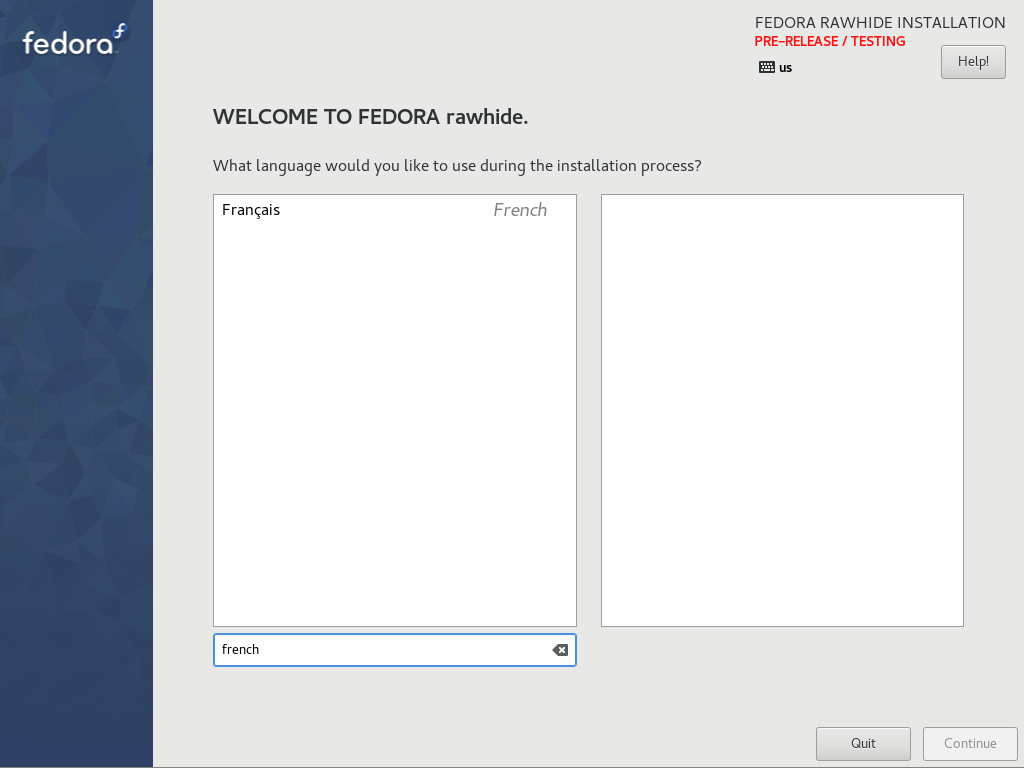 fedora
FEDORA RAWHIDE INSTALLATION
PRE-RELEASE / TESTING
us
Help!
WELCOME TO FEDORA rawhide.
What language would you like to use during the installation process?
Français French
french
Quit
Continue